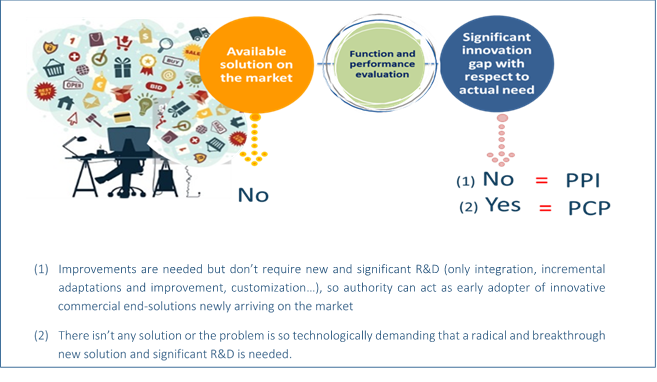 Available
solution on
the market
Function and
performance
evaluation
Significant
innovation
gap with
respect to
actual need
SALE
BUY
OPEN
BID
No
(1) No = PPI
(2) Yes = PCP
(1) Improvements are needed but don’t require new and significant R&D (only integration, incremental
adaptations and improvement, customization…), so authority can act as early adopter of innovative
commercial end-solutions newly arriving on the market
(2) There isn’t any solution or the problem is so technologically demanding that a radical and breakthrough
new solution and significant R&D is needed.